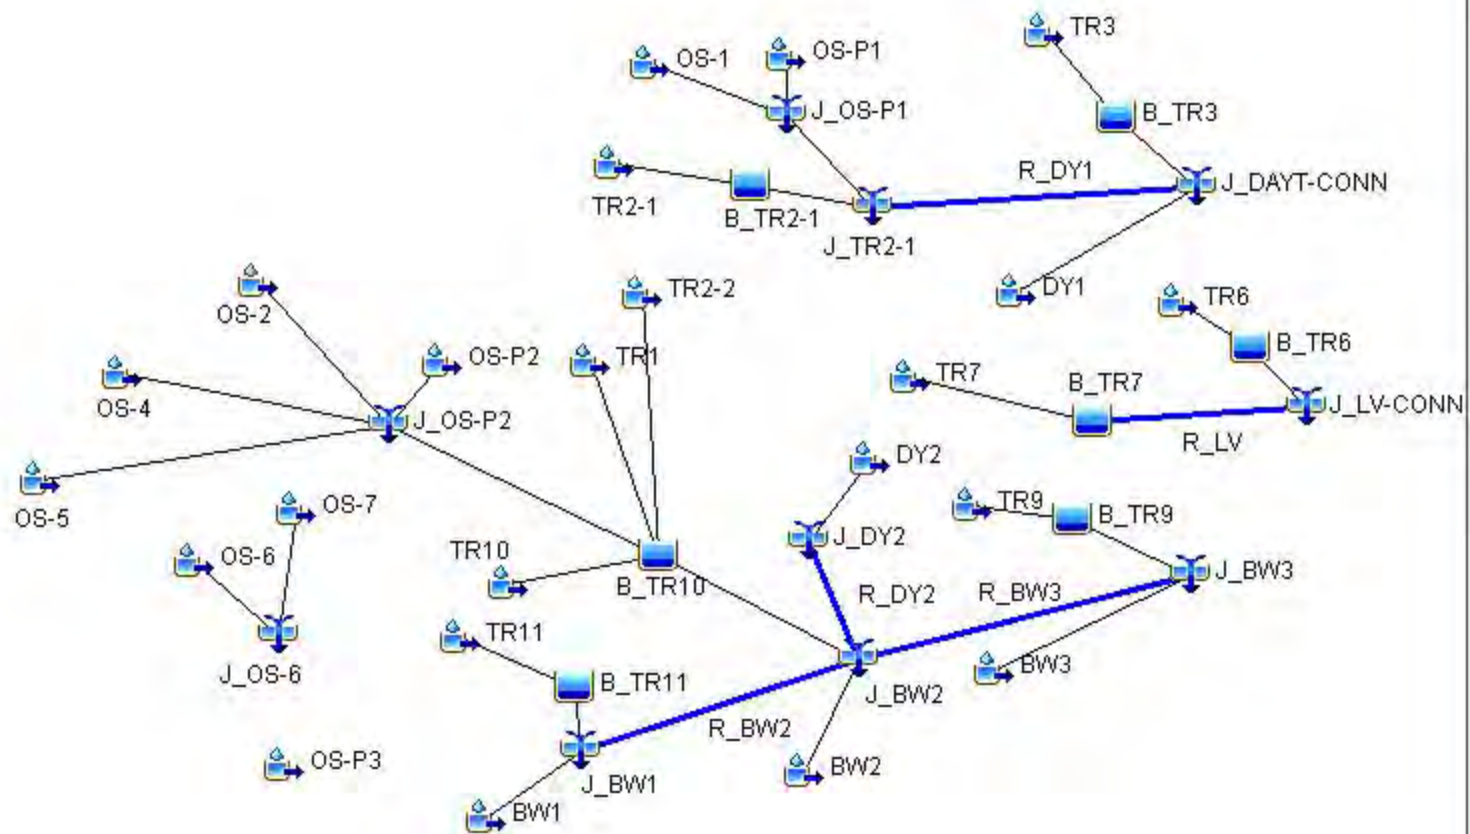 TR3
OS-1
OS-P1
J_OS-P1
B_TR3
R_DY1
J_DAYT-CONN
TR2-1
B_TR2-1
J_TR2-1
DY1
OS-2
TR2-2
TR6
OS-P2
TR1
B_TR6
OS-4
TR7
B_TR7
J_OS-P2
J_LV-CONN
R_LV
DY2
OS-5
OS-7
TR9
B_TR9
J_DY2
TR10
OS-6
B_TR10
R_DY2
R_BW3
J_BW3
TR11
J_OS-6
B_TR11
BW3
J_BW2
R_BW2
OS-P3
BW2
J_BW1
BW1